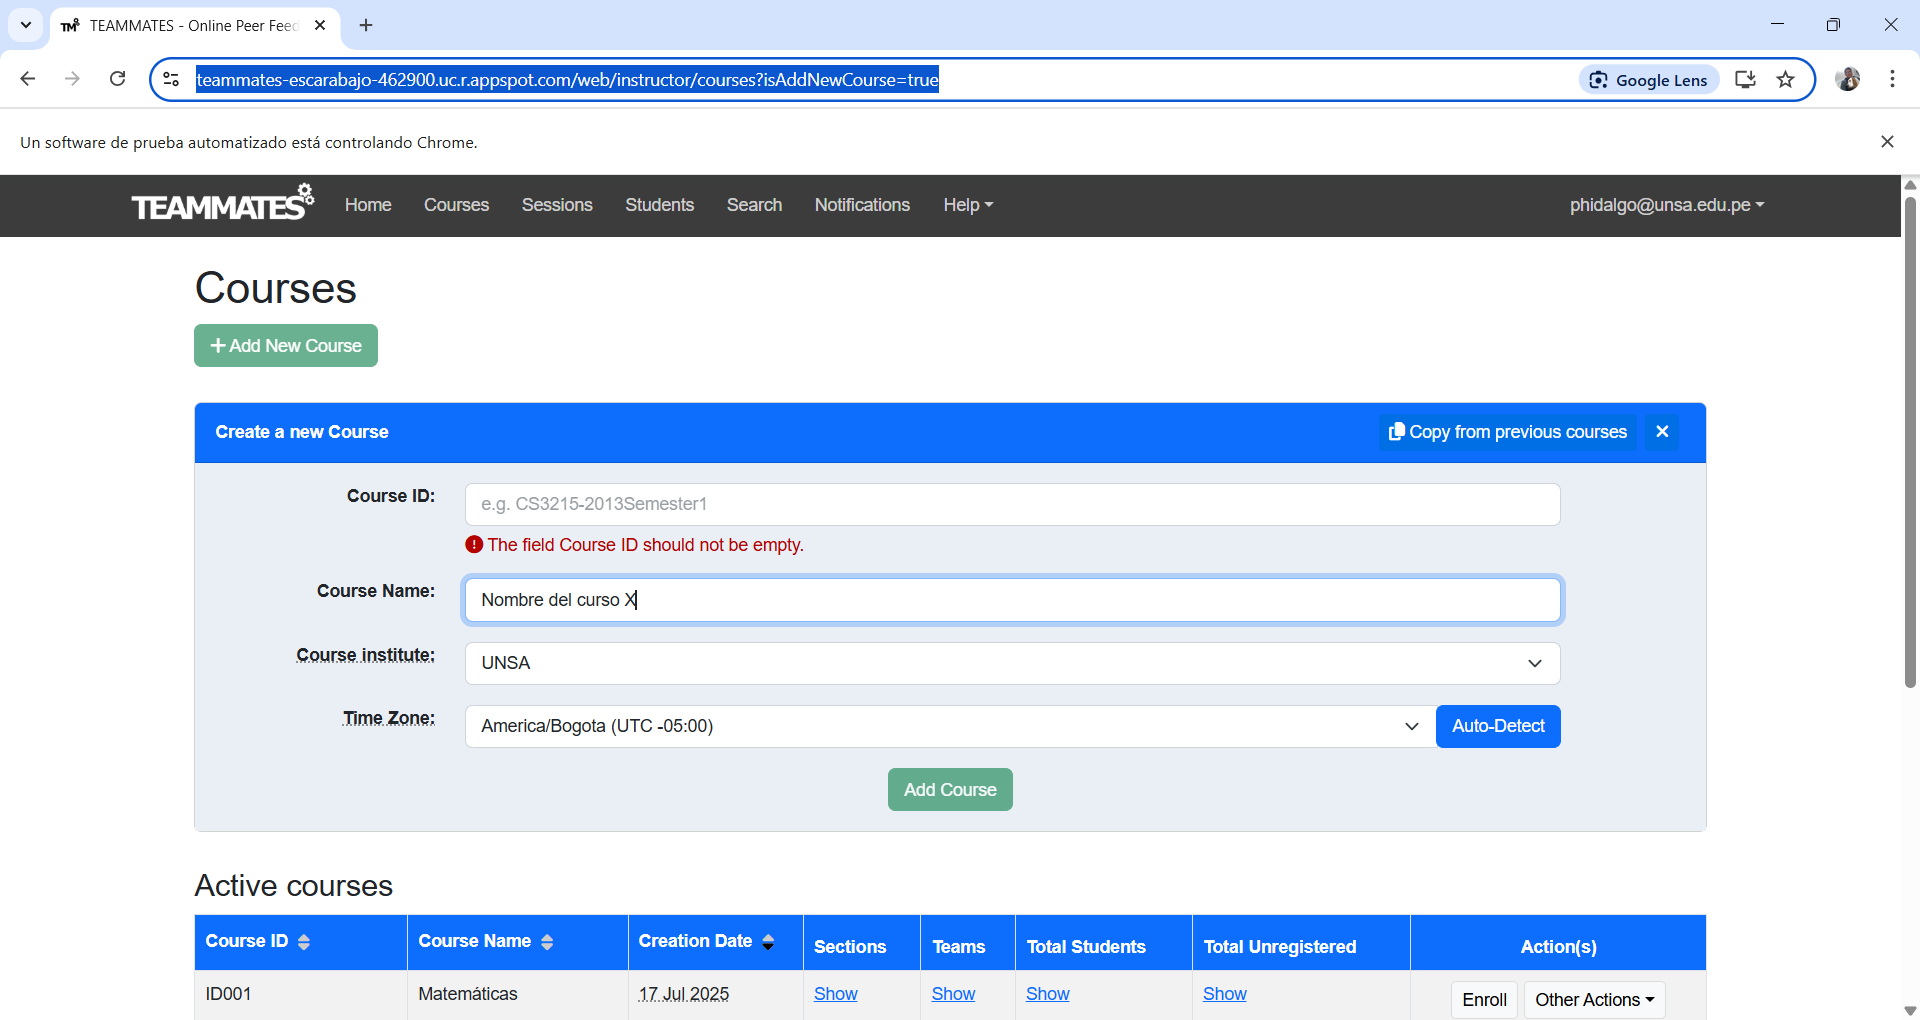 TEAMMATES - Online Peer Feed
teammates-escarabajo-462900.uc.r.appspot.com/web/instructor/courses?isAddNewCourse=true
Google Lens
Un software de prueba automatizado está controlando Chrome.
TEAMMATES Home Courses Sessions Students Search Notifications Help phidalgo@unsa.edu.pe
Courses
+ Add New Course
Create a new Course Copy from previous courses
Course ID: e.g. CS3215-2013Semester1
The field Course ID should not be empty.
Course Name: Nombre del curso X
Course institute: UNSA
Time Zone: America/Bogota (UTC -05:00) Auto-Detect
Add Course
Active courses
Course ID Course Name Creation Date Sections Teams Total Students Total Unregistered Action(s)
ID001 Matemáticas 17 Jul 2025 Show Show Show Show Enroll Other Actions